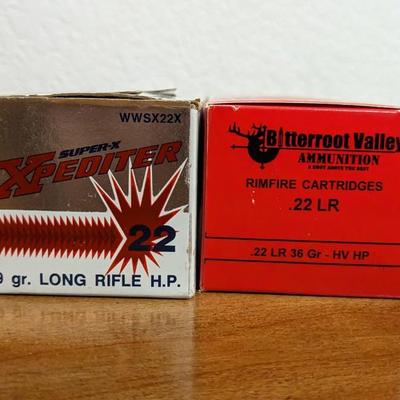 WWSX22X
SUPER-X
XPEDITER
22
9 gr. LONG RIFLE H.P.
Bitterroot Valley
AMMUNITION
A SHOT ABOVE THE REST
RIMFIRE CARTRIDGES
.22 LR
.22 LR 36 Gr - HV HP